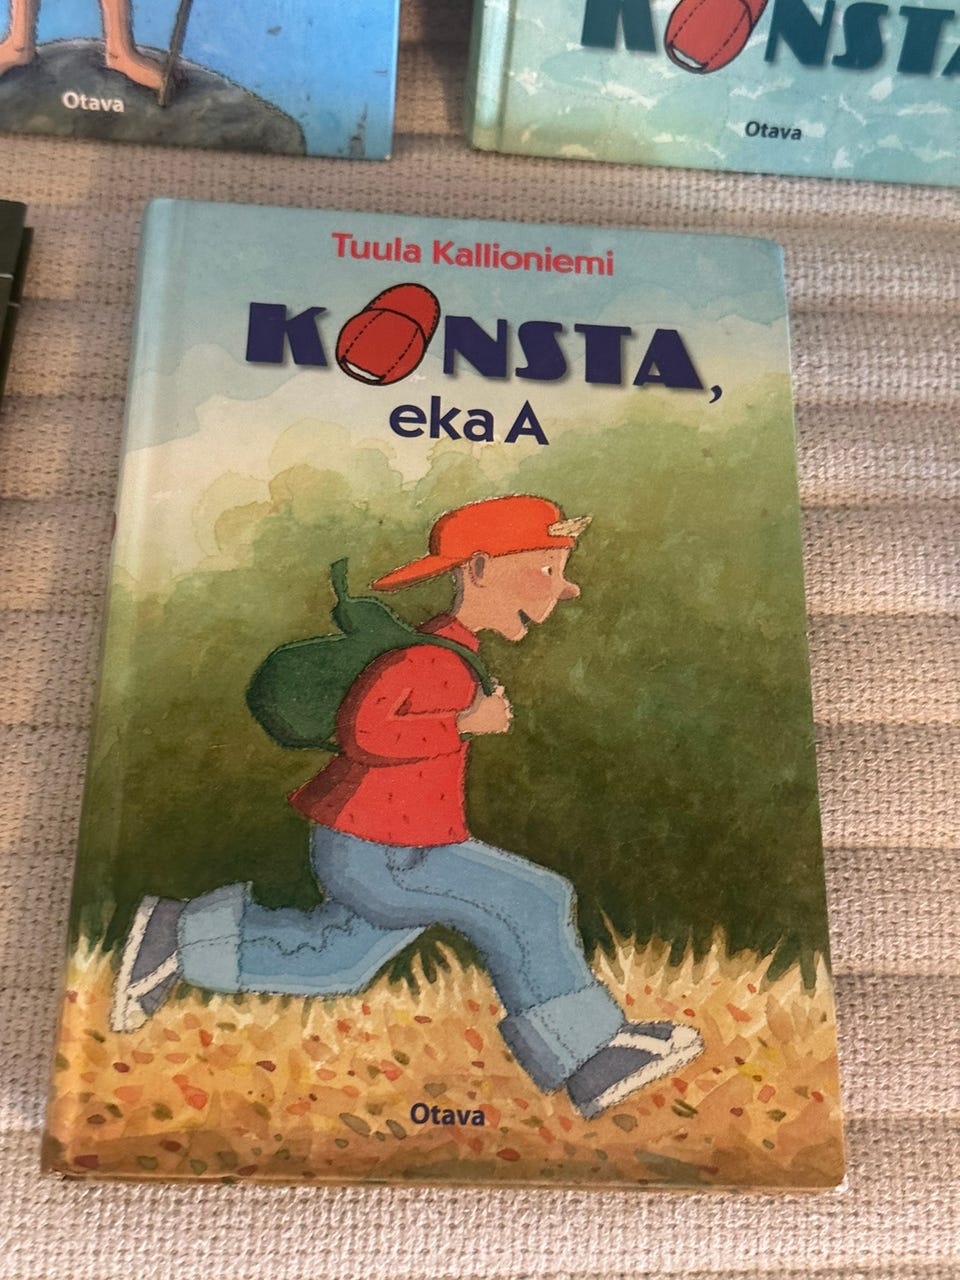 Otava
KONSTA
Otava
Tuula Kallioniemi
KONSTA,
eka A
Otava